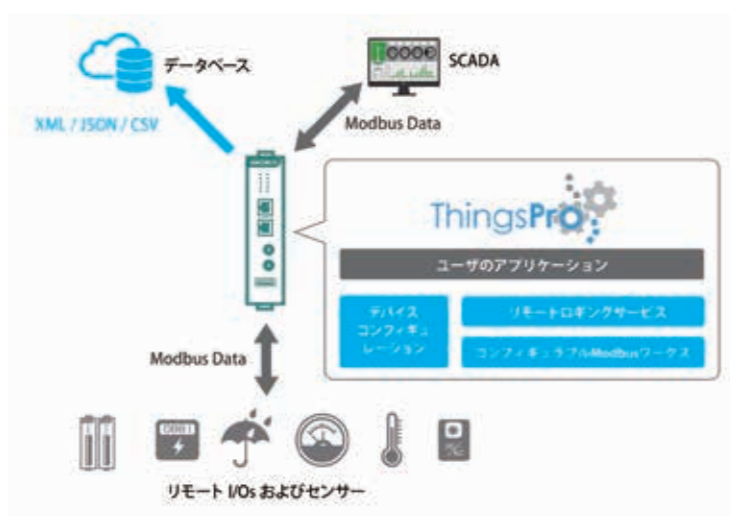 データベース
SCADA
XML / JSON / CSV
Modbus Data
ThingsPro
ユーザのアプリケーション
デバイス
コンフィギュ
レーション
リモートロギングサービス
コンフィギュラブルModbusワークス
Modbus Data
リモート I/Os およびセンサー